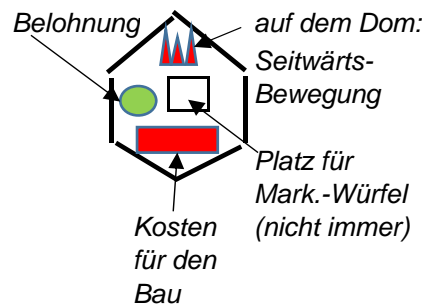 Belohnung
auf dem Dom:
Seitwärts-
Bewegung
Platz für
Mark.-Würfel
(nicht immer)
Kosten
für den
Bau